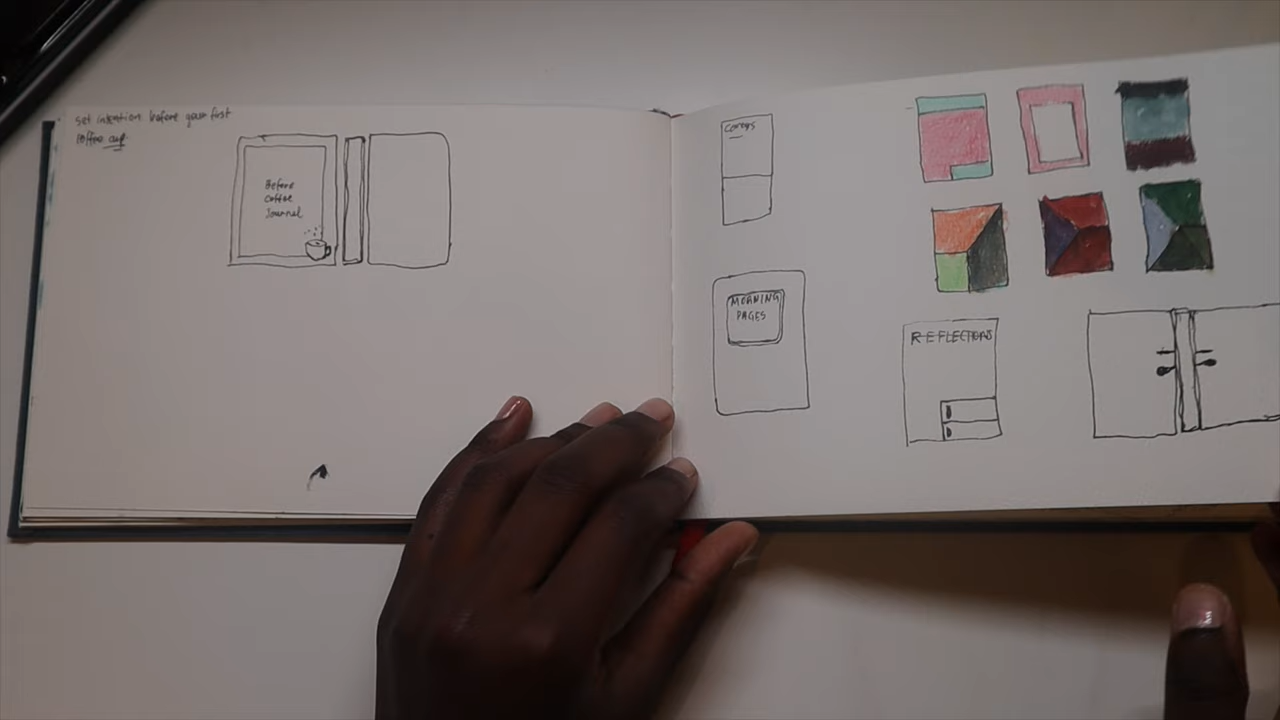 set intention before your first
coffee cup.
Before
Coffee
Journal
MORNING
PAGES
REFLECTIONS